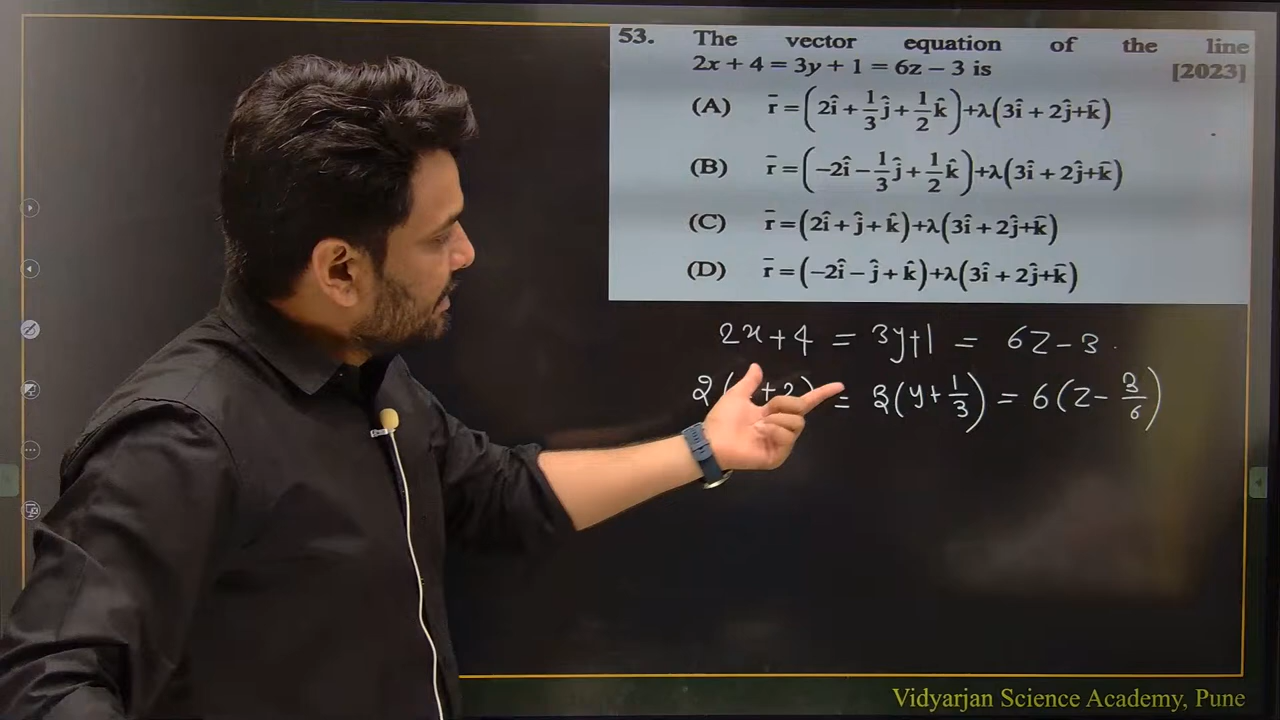 53. The vector equation of the line
2x + 4 = 3y + 1 = 6z – 3 is [2023]
(A) r̄ = (2î + 1/3 ĵ + 1/2 k̂) + λ(3î + 2ĵ + k̄)
(B) r̄ = (−2î − 1/3 ĵ + 1/2 k̂) + λ(3î + 2ĵ + k̄)
(C) r̄ = (2î + ĵ + k̂) + λ(3î + 2ĵ + k̄)
(D) r̄ = (−2î − ĵ + k̂) + λ(3î + 2ĵ + k̄)
2x + 4 = 3y + 1 = 6z − 3
2( + 2) = 3(y + 1/3) = 6(z − 3/6)
Vidyarjan Science Academy, Pune